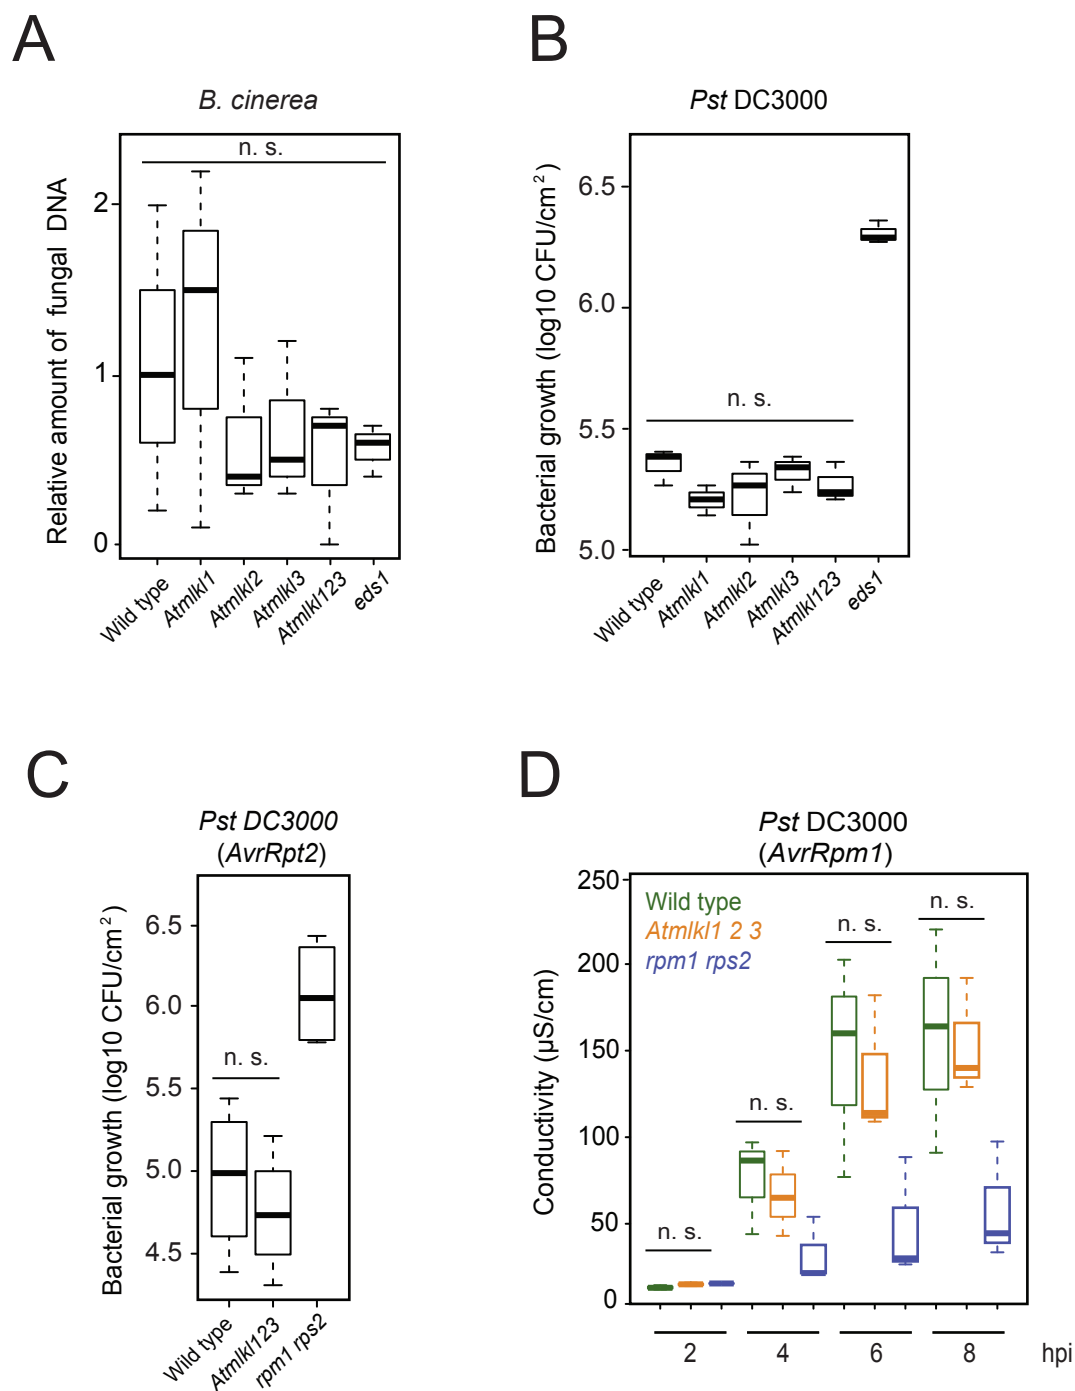 A
B. cinerea
n. s.
Relative amount of fungal DNA
2
1
0
Wild type
Atmlkl1
Atmlkl2
Atmlkl3
Atmlkl123
eds1
B
Pst DC3000
Bacterial growth (log10 CFU/cm2)
6.5
6.0
5.5
5.0
n. s.
Wild type
Atmlkl1
Atmlkl2
Atmlkl3
Atmlkl123
eds1
C
Pst DC3000
(AvrRpt2)
Bacterial growth (log10 CFU/cm2)
6.5
6.0
5.5
5.0
4.5
n. s.
Wild type
Atmlkl123
rpm1 rps2
D
Pst DC3000
(AvrRpm1)
Conductivity (µS/cm)
250
200
150
100
50
0
Wild type
Atmlkl1 2 3
rpm1 rps2
n. s.
n. s.
n. s.
n. s.
2 4 6 8 hpi